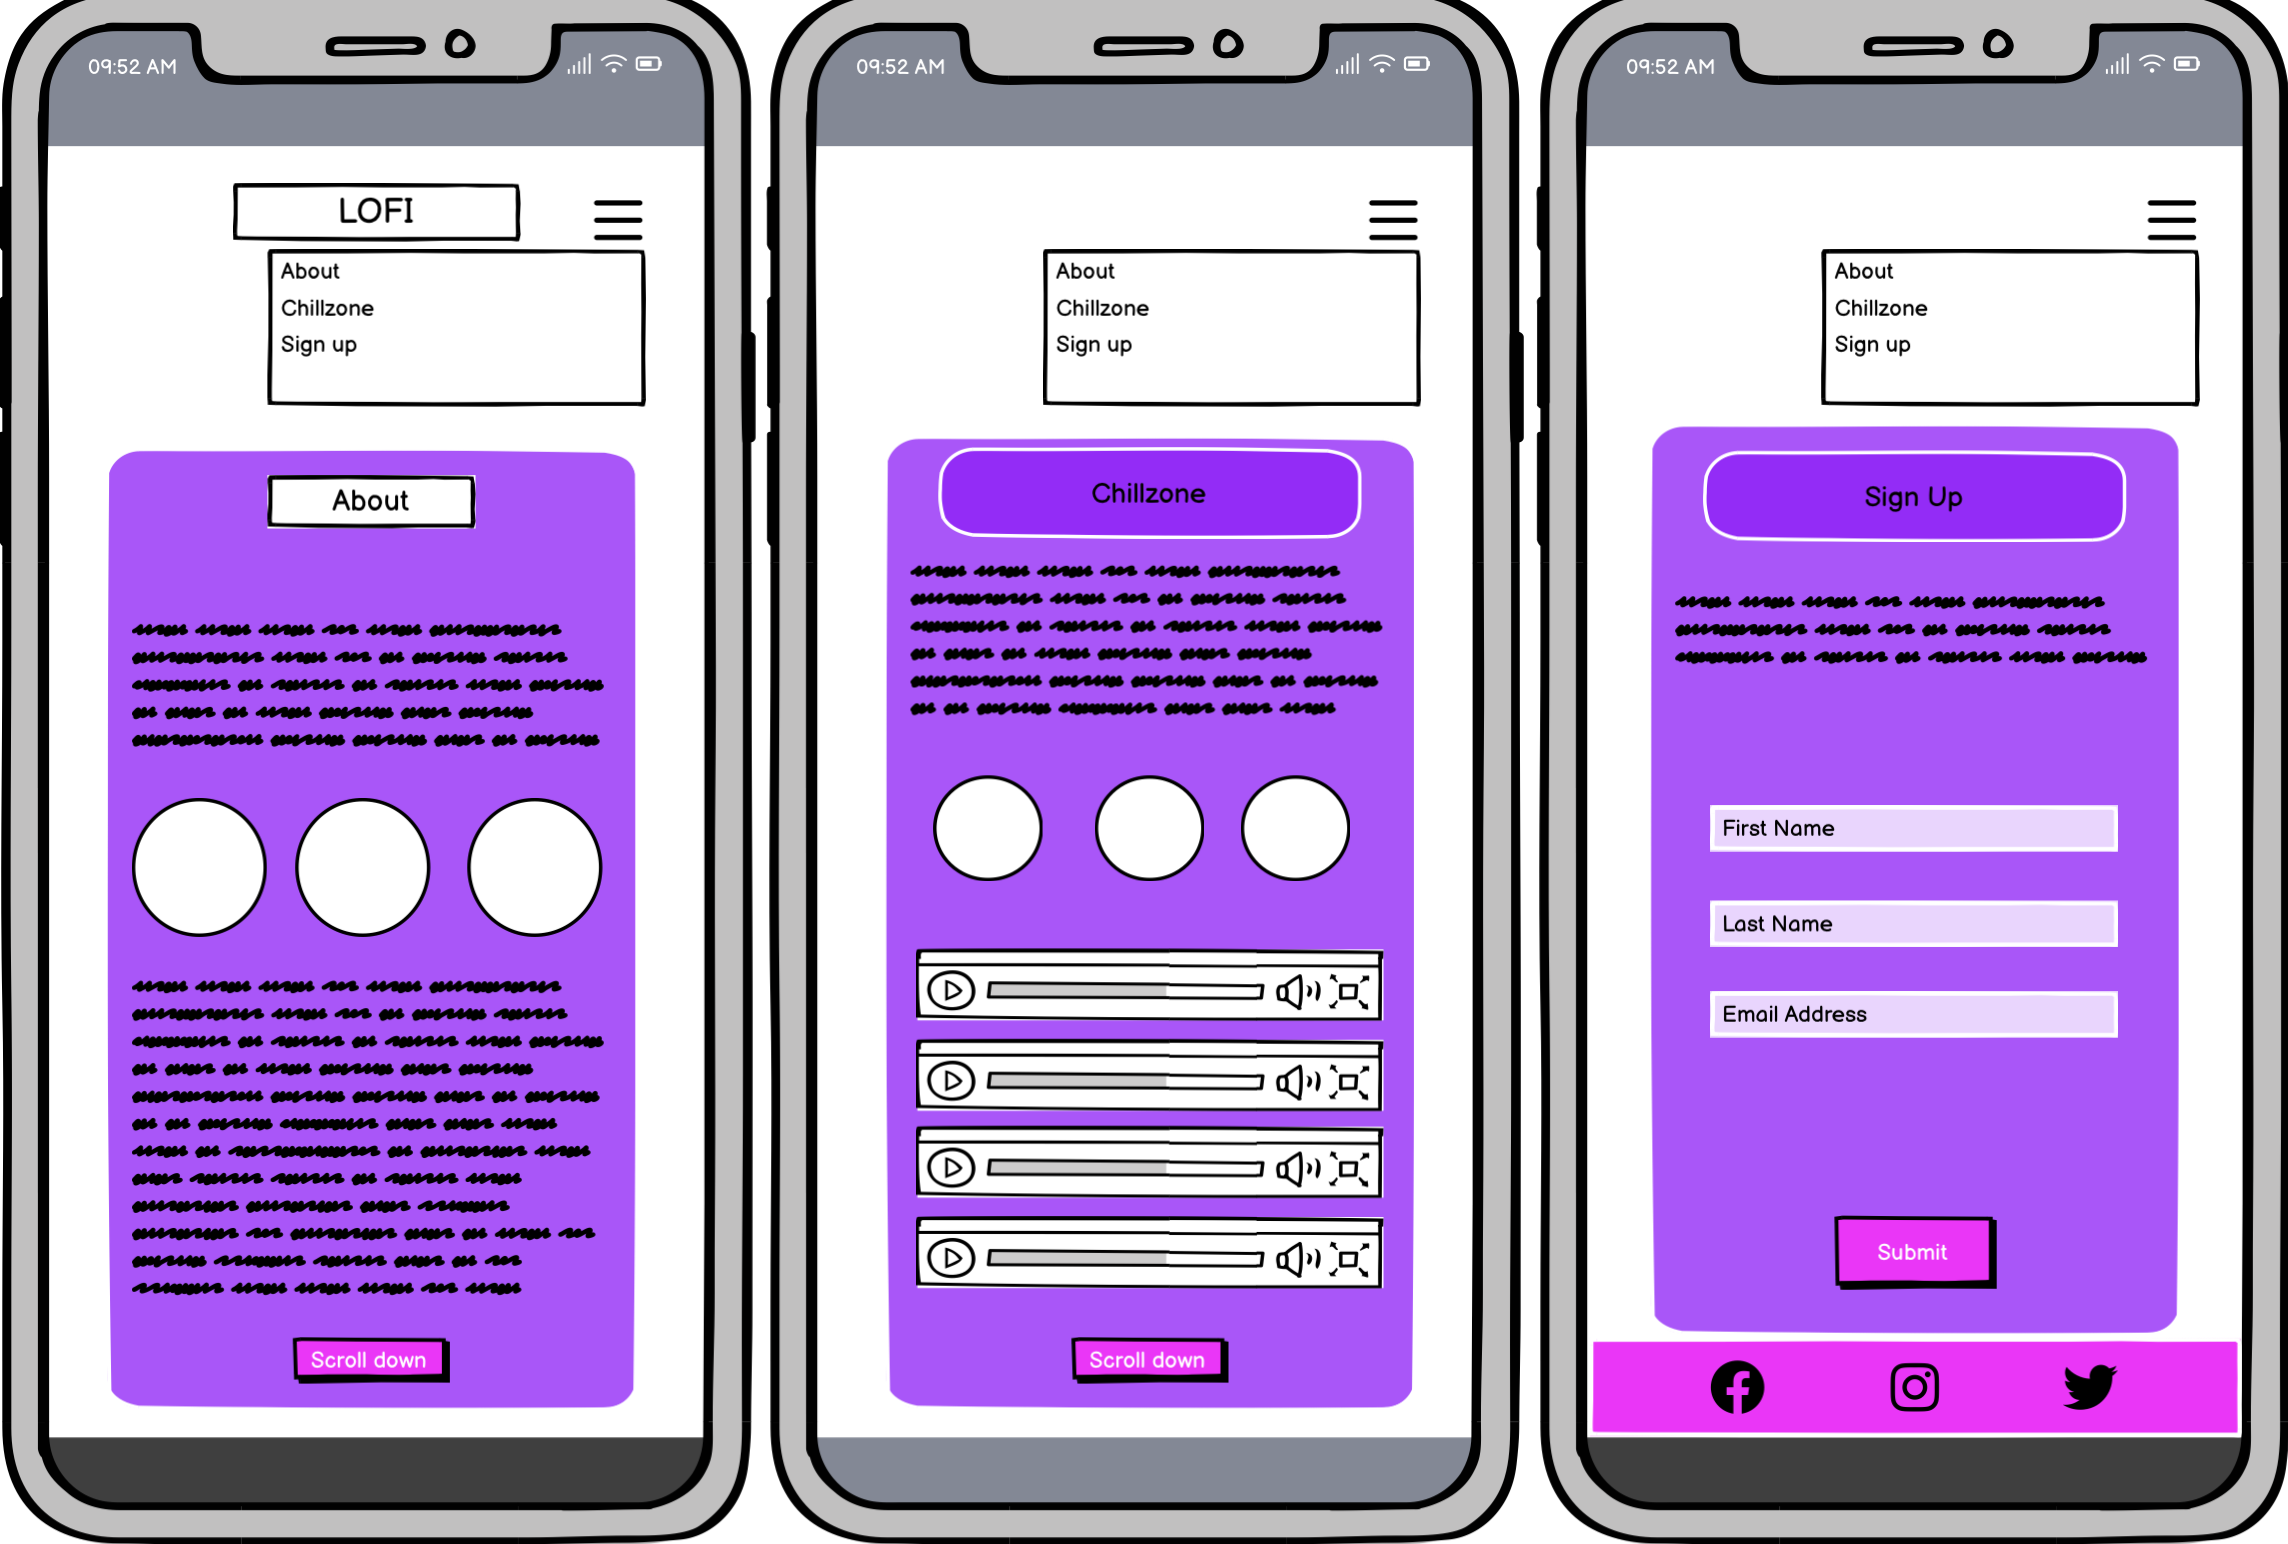 09:52 AM
LOFI
About
Chillzone
Sign up
About
Scroll down
09:52 AM
About
Chillzone
Sign up
Chillzone
Scroll down
09:52 AM
About
Chillzone
Sign up
Sign Up
First Name
Last Name
Email Address
Submit